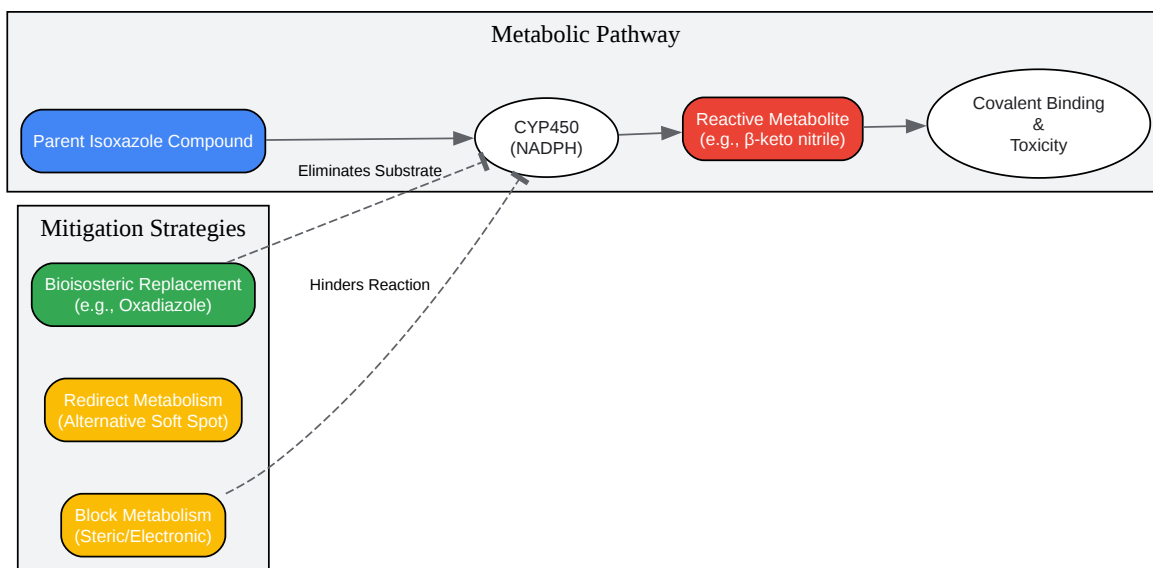 Metabolic Pathway
Parent Isoxazole Compound
CYP450
(NADPH)
Reactive Metabolite
(e.g., β-keto nitrile)
Covalent Binding
&
Toxicity
Eliminates Substrate
Mitigation Strategies
Bioisosteric Replacement
(e.g., Oxadiazole)
Hinders Reaction
Redirect Metabolism
(Alternative Soft Spot)
Block Metabolism
(Steric/Electronic)